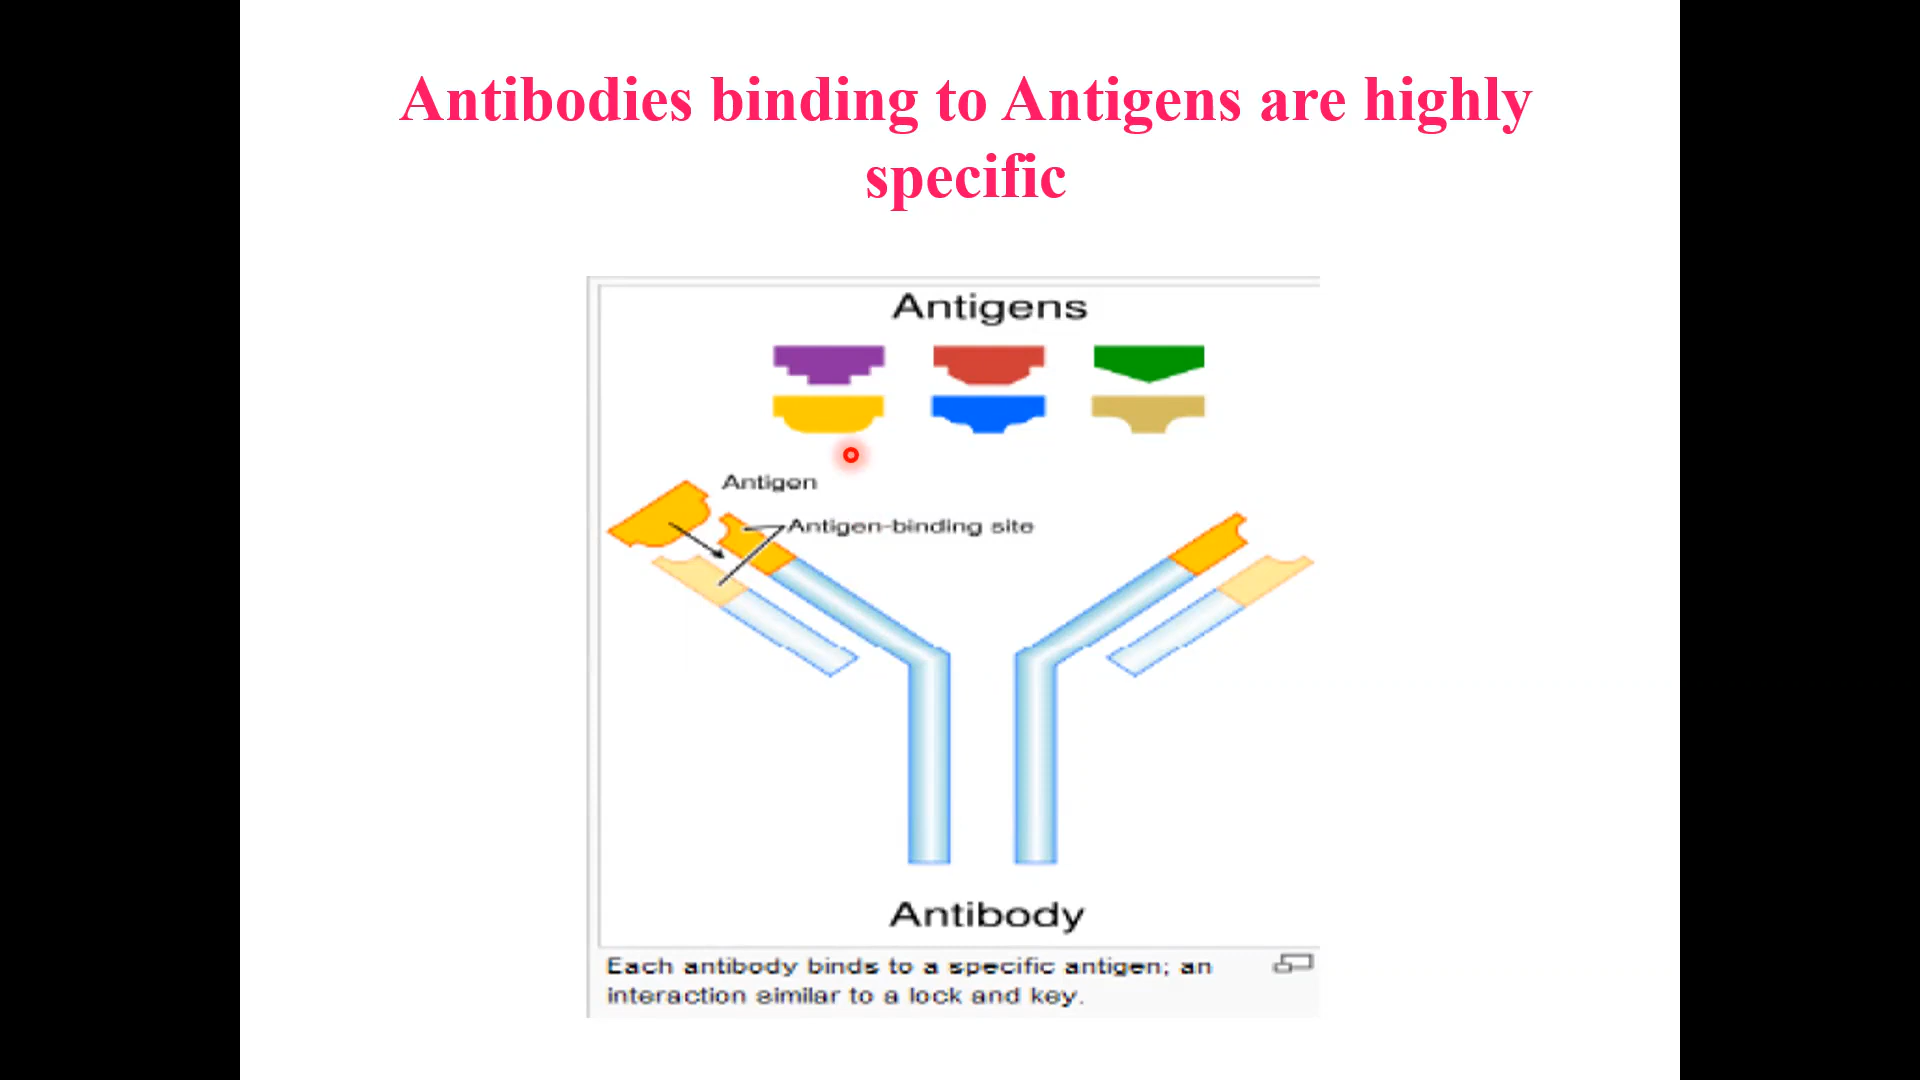 Antibodies binding to Antigens are highly
specific
Antigens
Antigen
Antigen-binding site
Antibody
Each antibody binds to a specific antigen; an
interaction similar to a lock and key.